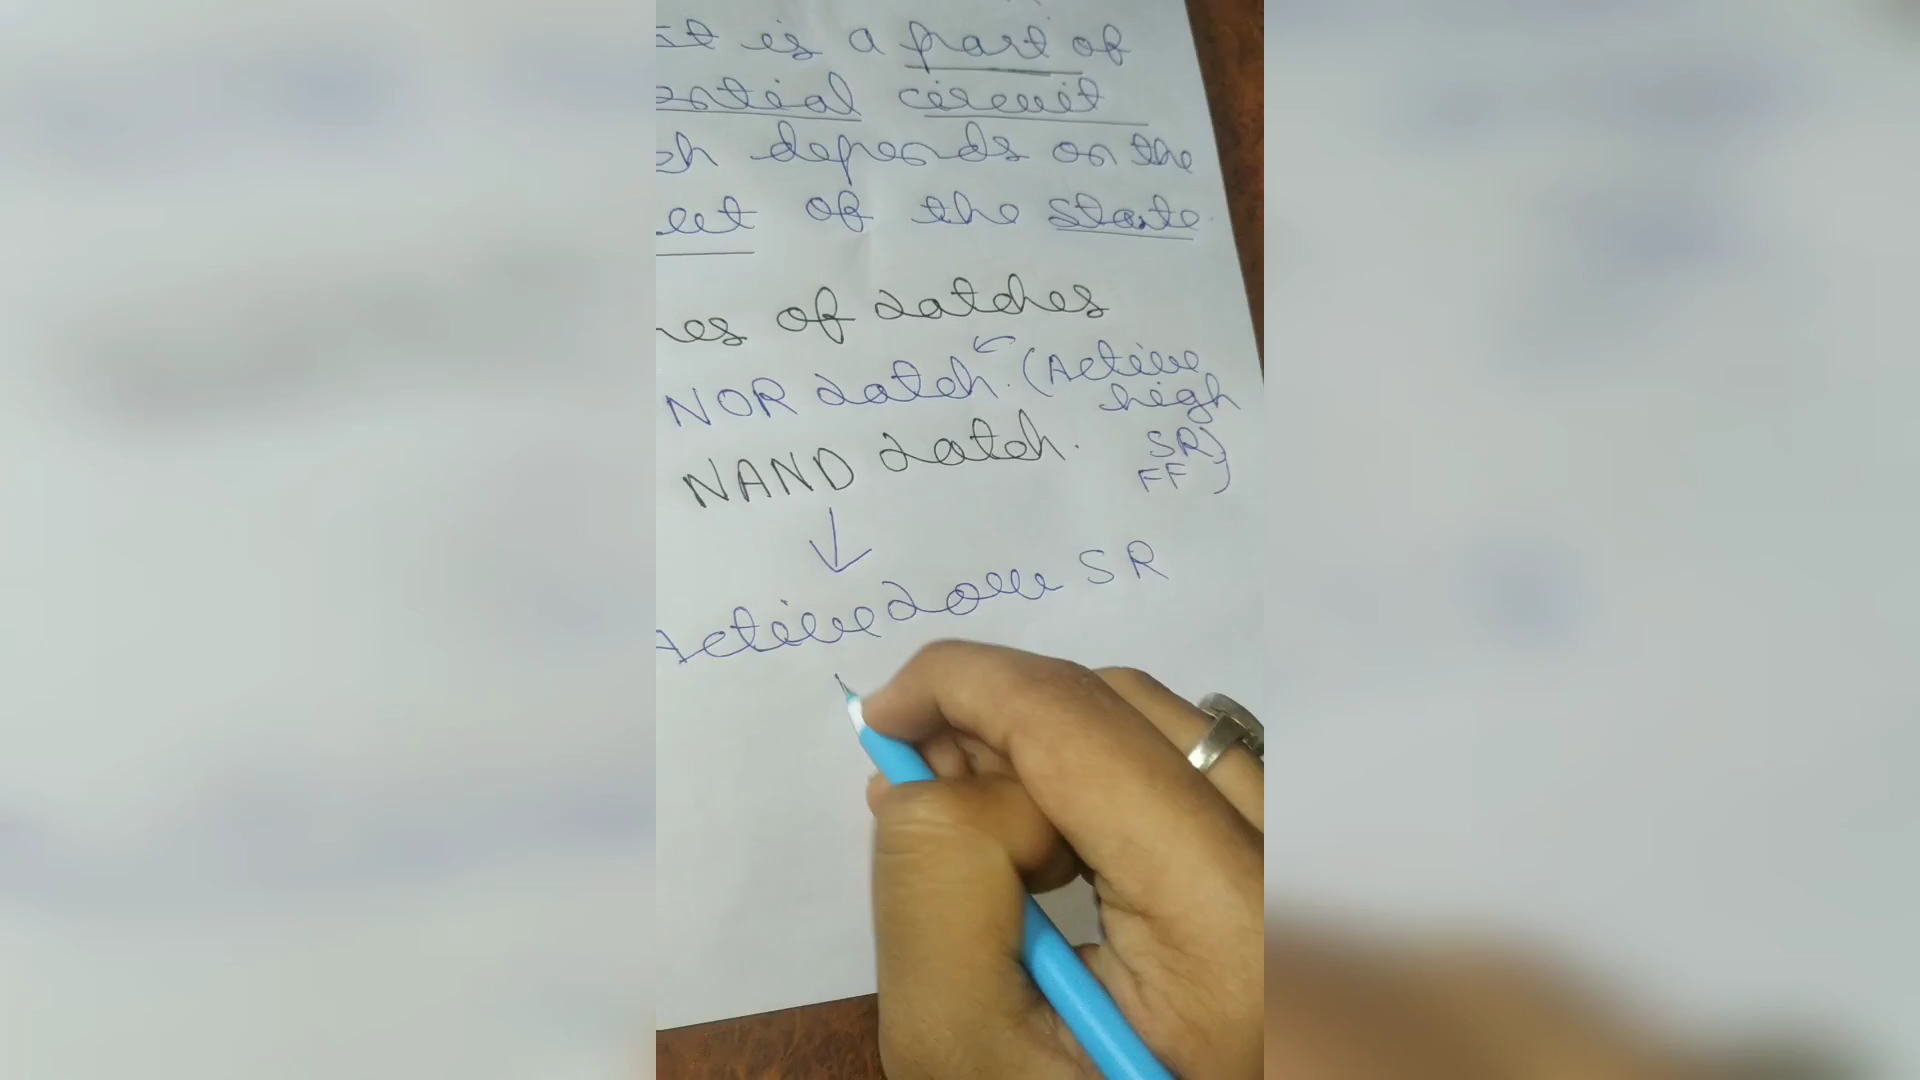 It is a part of
ential circuit
ch depends on the
of the state.
es of Latches
NOR Latch. (Active
high
NAND Latch. SR)
FF)
Active Low SR